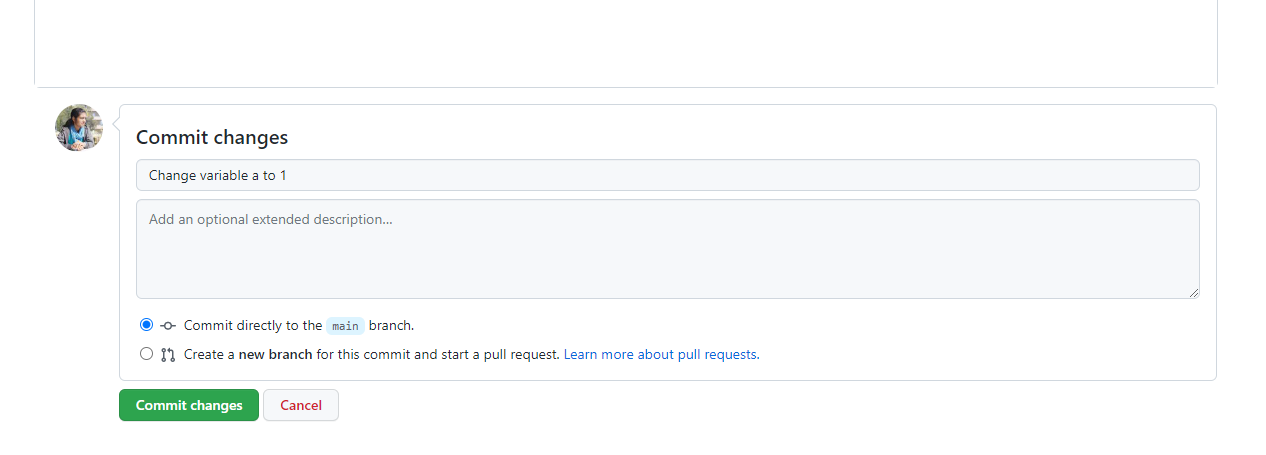 Commit changes
Change variable a to 1
Add an optional extended description...
Commit directly to the main branch.
Create a new branch for this commit and start a pull request. Learn more about pull requests.
Commit changes Cancel